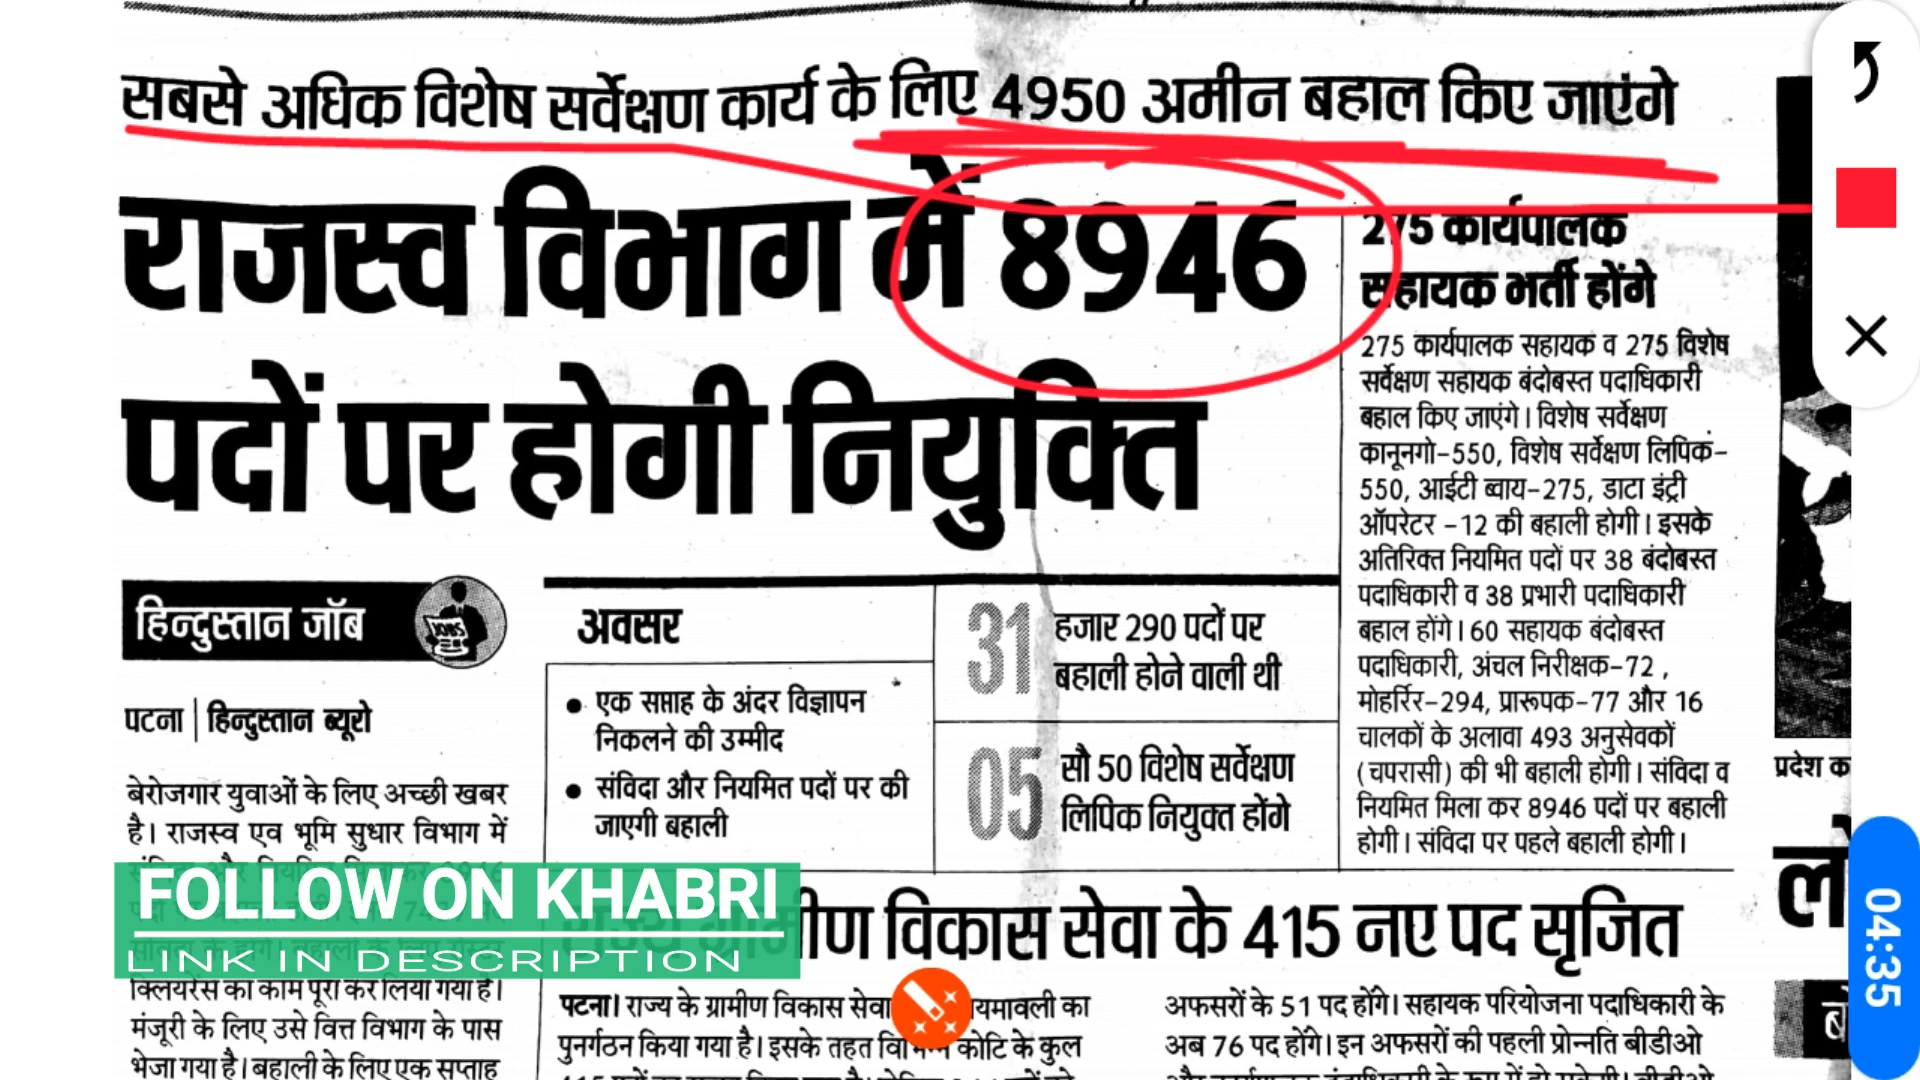 सबसे अधिक विशेष सर्वेक्षण कार्य के लिए 4950 अमीन बहाल किए जाएंगे
राजस्व विभाग में 8946
पदों पर होगी नियुक्ति
हिन्दुस्तान जॉब
JOBS
पटना | हिन्दुस्तान ब्यूरो
बेरोजगार युवाओं के लिए अच्छी खबर
है। राजस्व एव भूमि सुधार विभाग में
क्लियरेंस का काम पूरा कर लिया गया है।
मंजूरी के लिए उसे वित्त विभाग के पास
भेजा गया है। बहाली के लिए एक सप्ताह
अवसर
● एक सप्ताह के अंदर विज्ञापन
निकलने की उम्मीद
● संविदा और नियमित पदों पर की
जाएगी बहाली
31 हजार 290 पदों पर
बहाली होने वाली थी
05 सौ 50 विशेष सर्वेक्षण
लिपिक नियुक्त होंगे
275 कार्यपालक
सहायक भर्ती होंगे
275 कार्यपालक सहायक व 275 विशेष
सर्वेक्षण सहायक बंदोबस्त पदाधिकारी
बहाल किए जाएंगे। विशेष सर्वेक्षण
कानूनगो-550, विशेष सर्वेक्षण लिपिक-
550, आईटी ब्वाय-275, डाटा इंट्री
ऑपरेटर -12 की बहाली होगी। इसके
अतिरिक्त नियमित पदों पर 38 बंदोबस्त
पदाधिकारी व 38 प्रभारी पदाधिकारी
बहाल होंगे। 60 सहायक बंदोबस्त
पदाधिकारी, अंचल निरीक्षक-72 ,
मोहर्रिर-294, प्रारूपक-77 और 16
चालकों के अलावा 493 अनुसेवकों
(चपरासी) की भी बहाली होगी। संविदा व
नियमित मिला कर 8946 पदों पर बहाली
होगी। संविदा पर पहले बहाली होगी।
राज्य ग्रामीण विकास सेवा के 415 नए पद सृजित
पटना। राज्य के ग्रामीण विकास सेवा यमावली का
पुनर्गठन किया गया है। इसके तहत विभिन्न कोटि के कुल
अफसरों के 51 पद होंगे। सहायक परियोजना पदाधिकारी के
अब 76 पद होंगे। इन अफसरों की पहली प्रोन्नति बीडीओ
प्रदेश क
FOLLOW ON KHABRI
LINK IN DESCRIPTION
04:35